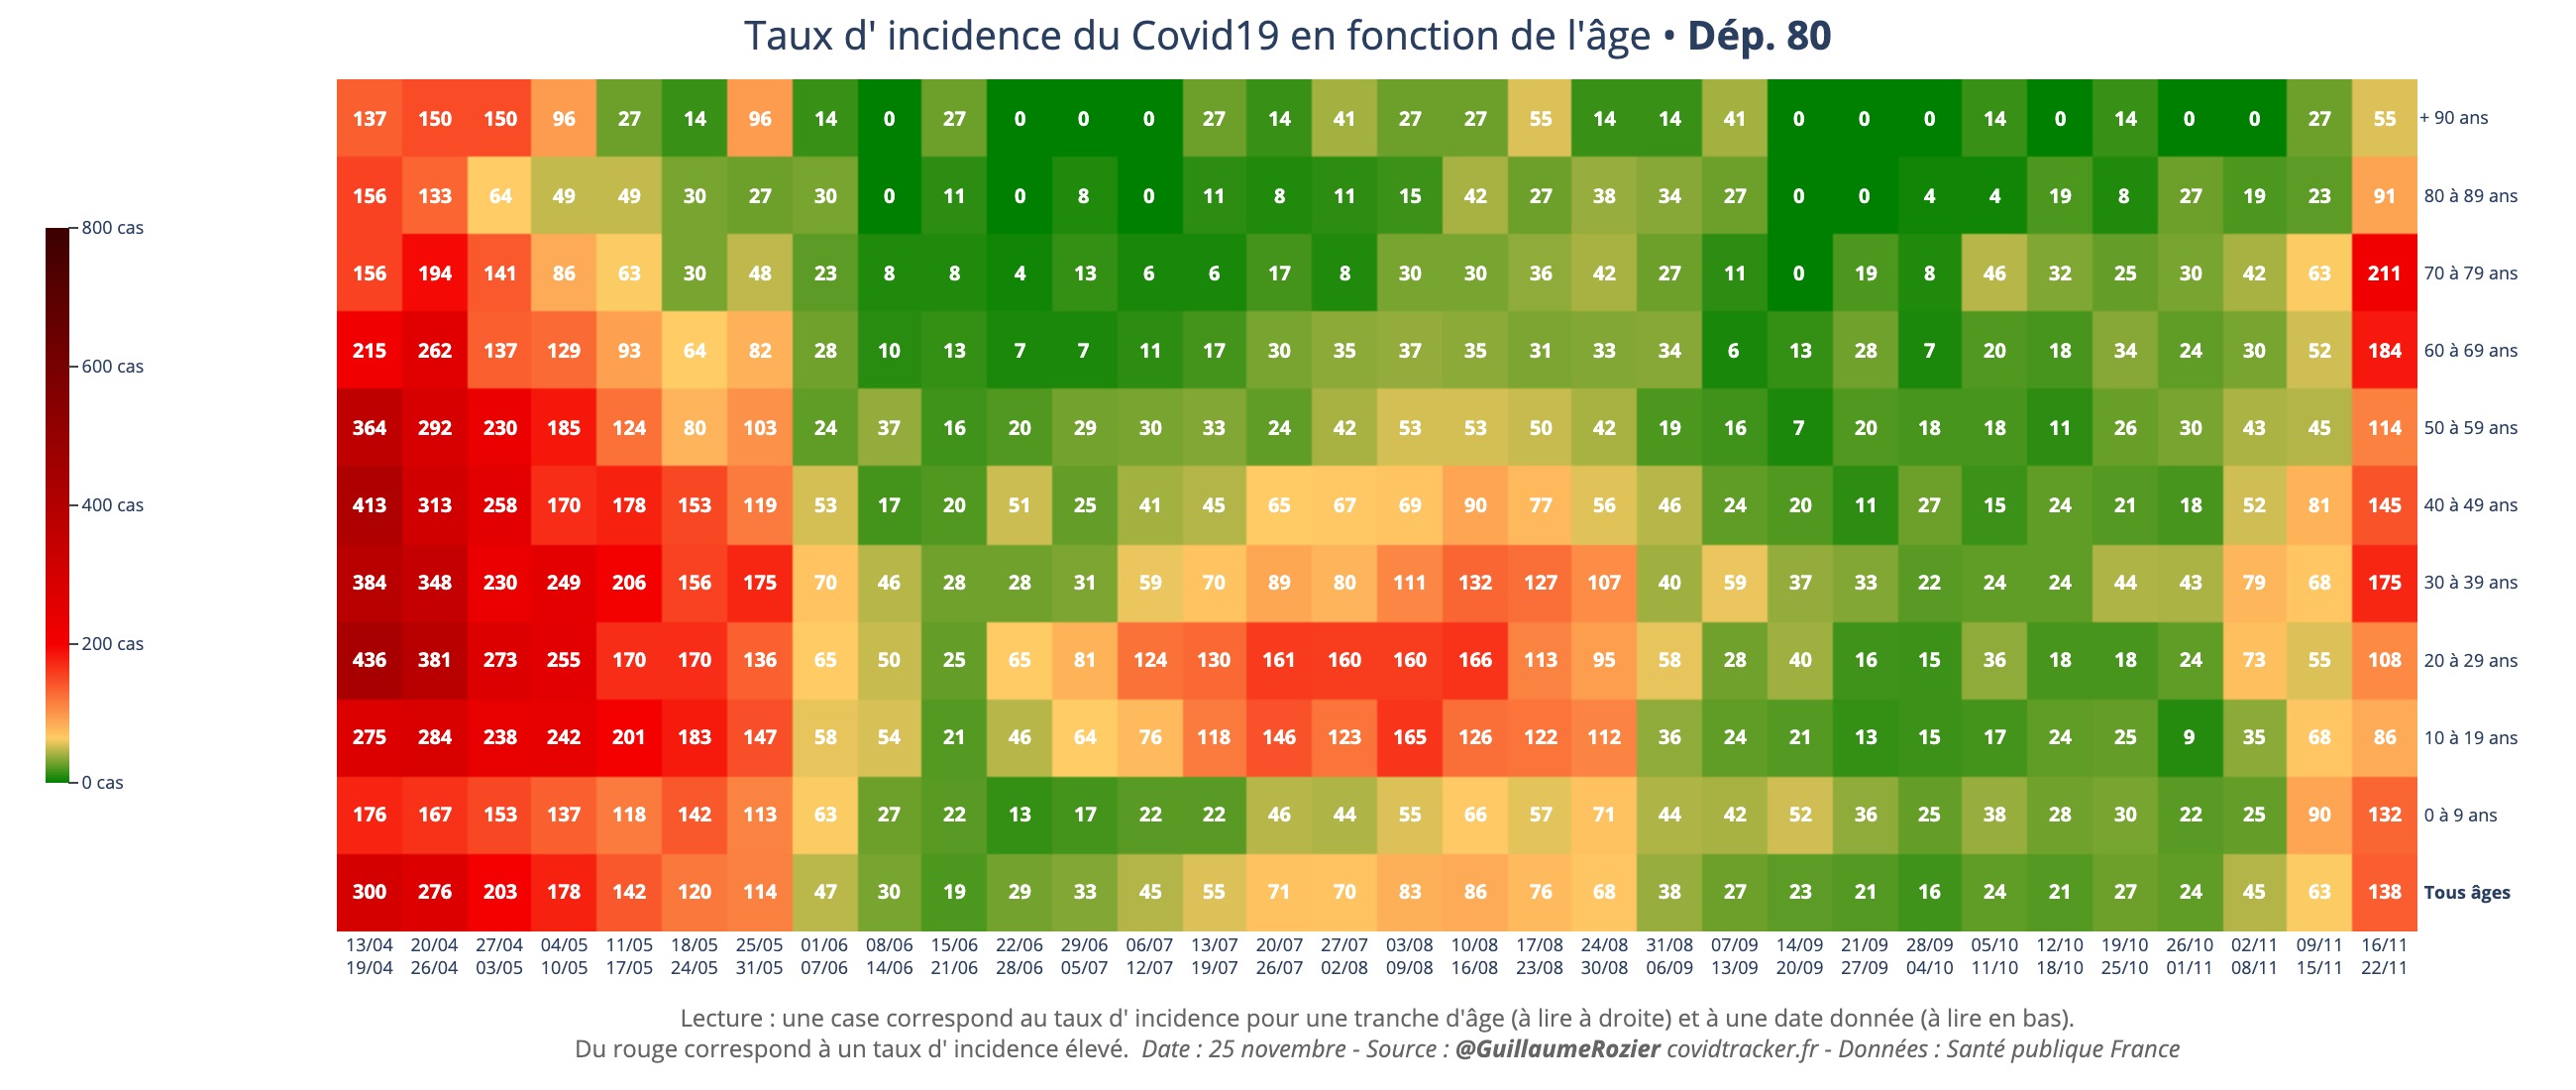 Taux d' incidence du Covid19 en fonction de l'âge • Dép. 80
800 cas
600 cas
400 cas
200 cas
0 cas
137 150 150 96 27 14 96 14 0 27 0 0 0 27 14 41 27 27 55 14 14 41 0 0 0 14 0 14 0 0 27 55 + 90 ans
156 133 64 49 49 30 27 30 0 11 0 8 0 11 8 11 15 42 27 38 34 27 0 0 4 4 19 8 27 19 23 91 80 à 89 ans
156 194 141 86 63 30 48 23 8 8 4 13 6 6 17 8 30 30 36 42 27 11 0 19 8 46 32 25 30 42 63 211 70 à 79 ans
215 262 137 129 93 64 82 28 10 13 7 7 11 17 30 35 37 35 31 33 34 6 13 28 7 20 18 34 24 30 52 184 60 à 69 ans
364 292 230 185 124 80 103 24 37 16 20 29 30 33 24 42 53 53 50 42 19 16 7 20 18 18 11 26 30 43 45 114 50 à 59 ans
413 313 258 170 178 153 119 53 17 20 51 25 41 45 65 67 69 90 77 56 46 24 20 11 27 15 24 21 18 52 81 145 40 à 49 ans
384 348 230 249 206 156 175 70 46 28 28 31 59 70 89 80 111 132 127 107 40 59 37 33 22 24 24 44 43 79 68 175 30 à 39 ans
436 381 273 255 170 170 136 65 50 25 65 81 124 130 161 160 160 166 113 95 58 28 40 16 15 36 18 18 24 73 55 108 20 à 29 ans
275 284 238 242 201 183 147 58 54 21 46 64 76 118 146 123 165 126 122 112 36 24 21 13 15 17 24 25 9 35 68 86 10 à 19 ans
176 167 153 137 118 142 113 63 27 22 13 17 22 22 46 44 55 66 57 71 44 42 52 36 25 38 28 30 22 25 90 132 0 à 9 ans
300 276 203 178 142 120 114 47 30 19 29 33 45 55 71 70 83 86 76 68 38 27 23 21 16 24 21 27 24 45 63 138 Tous âges
13/04 20/04 27/04 04/05 11/05 18/05 25/05 01/06 08/06 15/06 22/06 29/06 06/07 13/07 20/07 27/07 03/08 10/08 17/08 24/08 31/08 07/09 14/09 21/09 28/09 05/10 12/10 19/10 26/10 02/11 09/11 16/11
19/04 26/04 03/05 10/05 17/05 24/05 31/05 07/06 14/06 21/06 28/06 05/07 12/07 19/07 26/07 02/08 09/08 16/08 23/08 30/08 06/09 13/09 20/09 27/09 04/10 11/10 18/10 25/10 01/11 08/11 15/11 22/11
Lecture : une case correspond au taux d' incidence pour une tranche d'âge (à lire à droite) et à une date donnée (à lire en bas).
Du rouge correspond à un taux d' incidence élevé. Date : 25 novembre - Source : @GuillaumeRozier covidtracker.fr - Données : Santé publique France